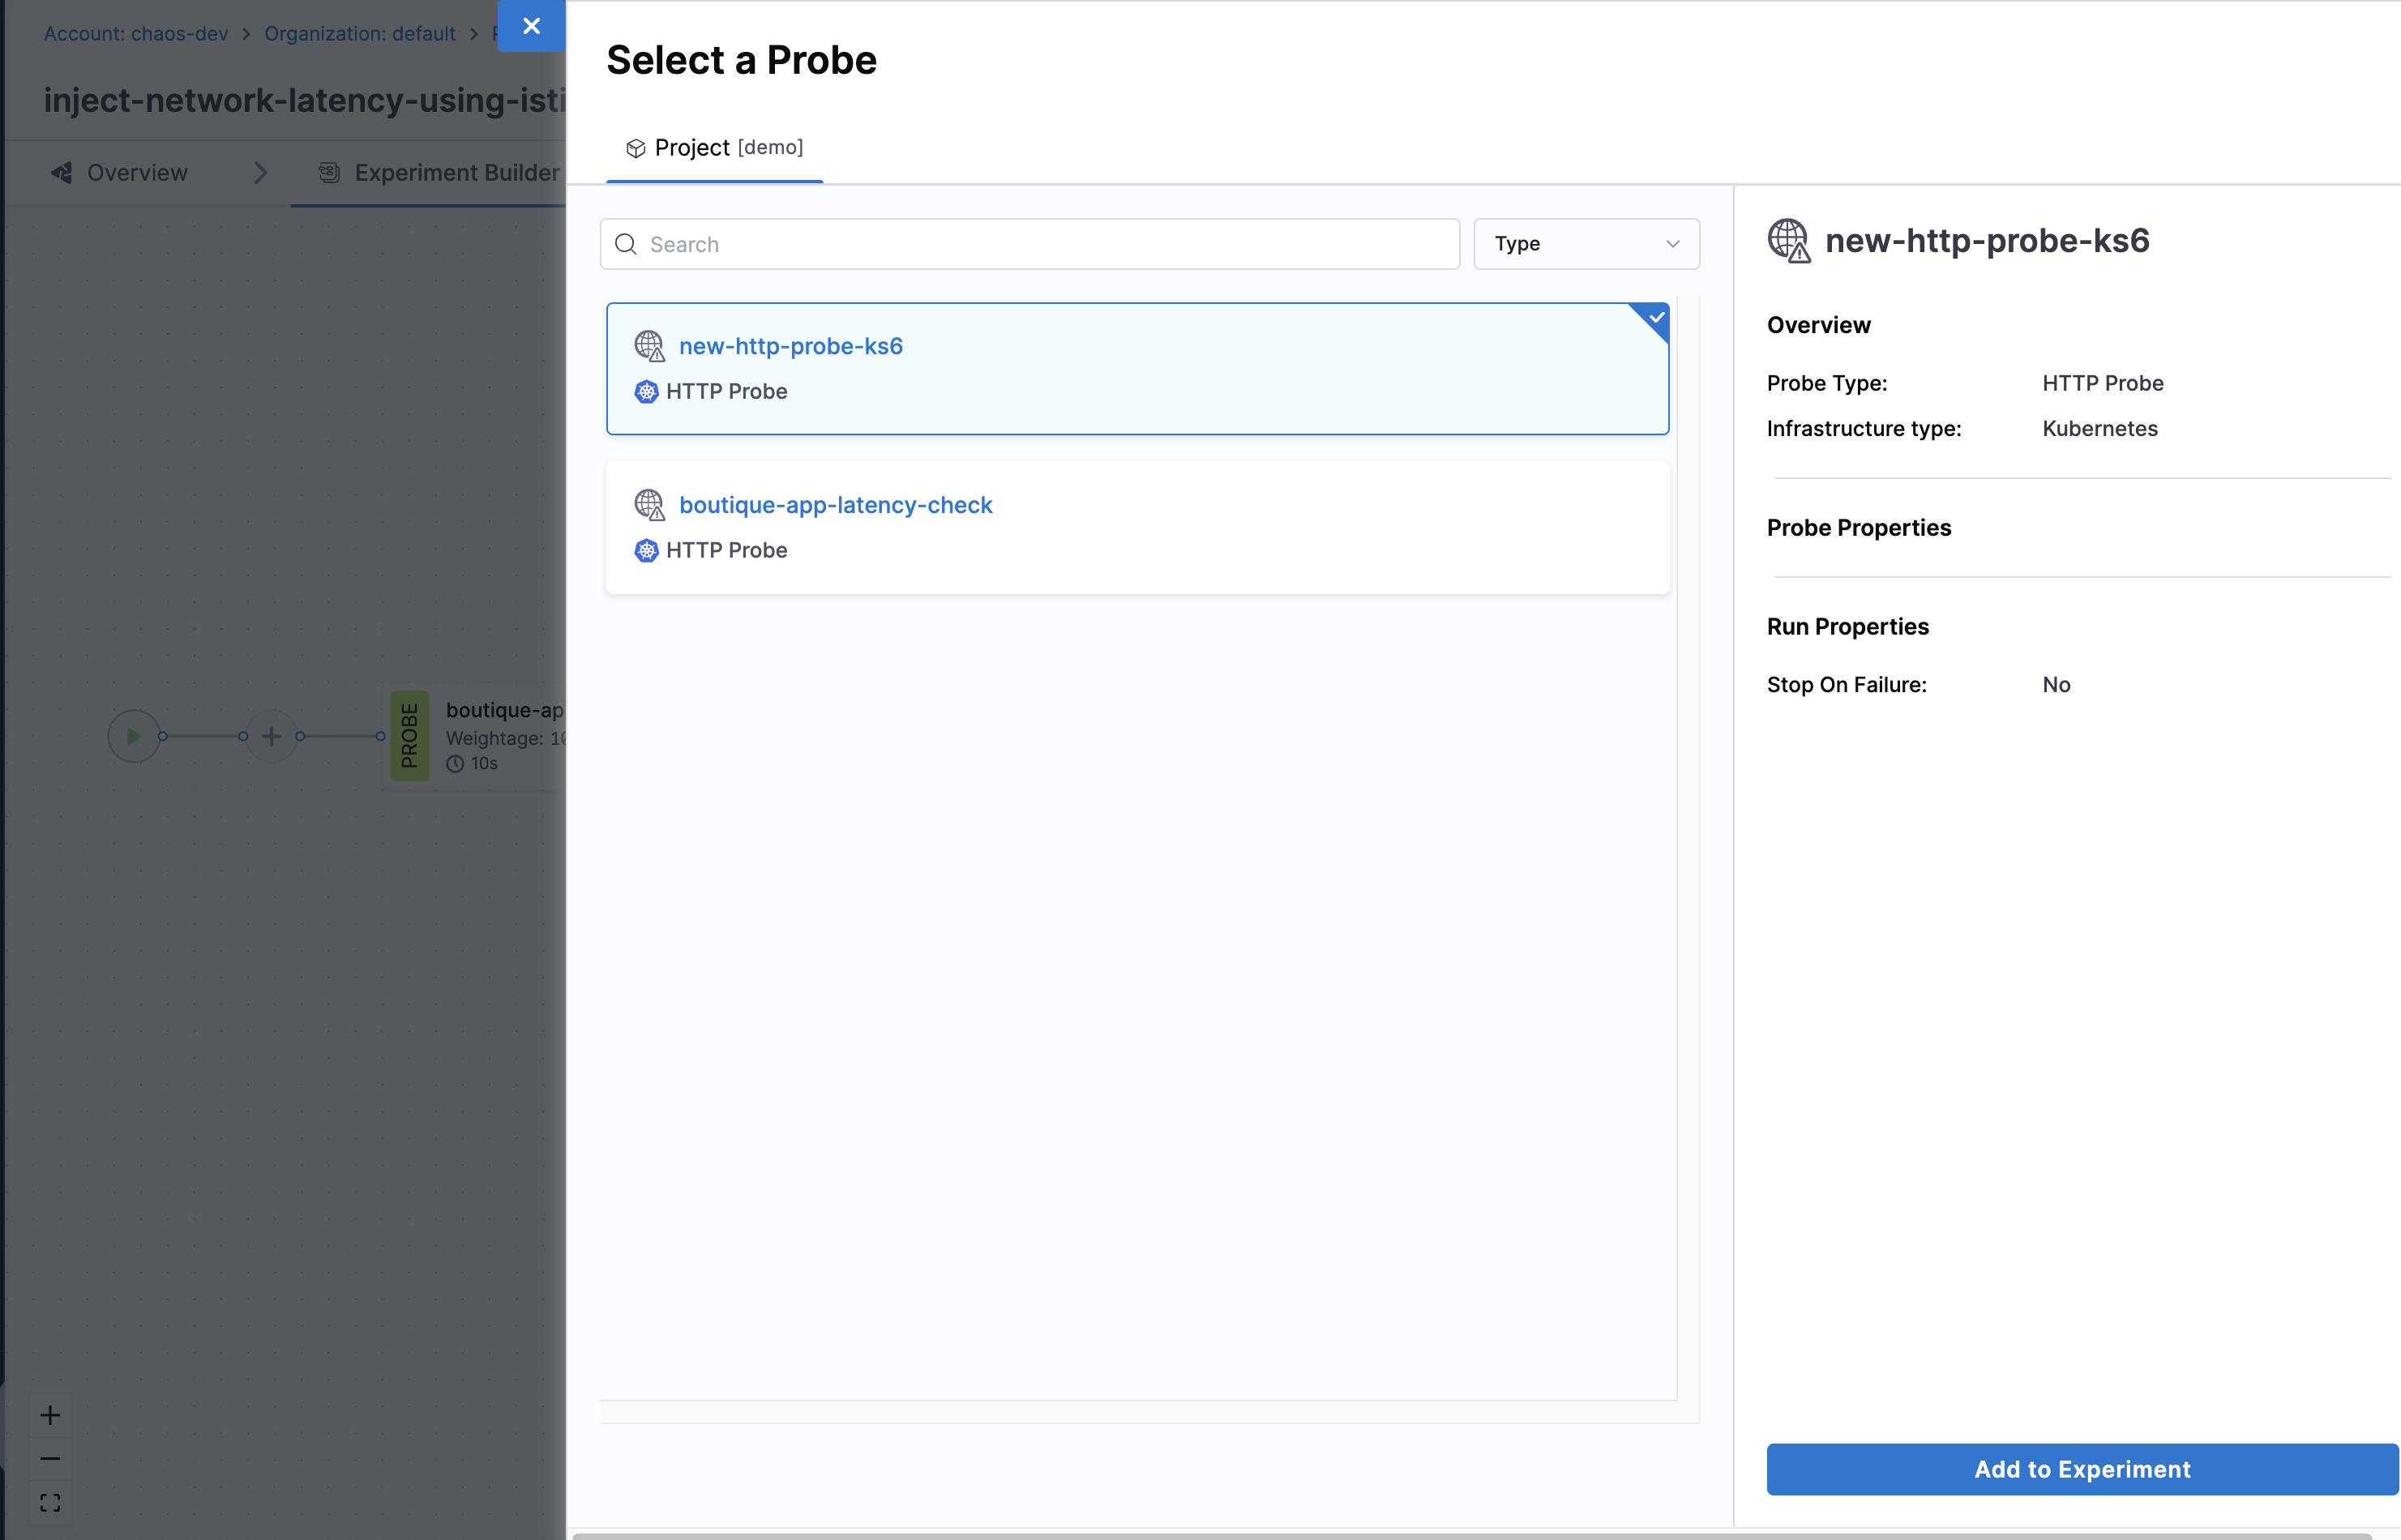 Account: chaos-dev > Organization: default >
inject-network-latency-using-isti
Overview
Experiment Builder
PROBE
boutique-ap
Weightage:
10s
Select a Probe
Project [demo]
Search
Type
new-http-probe-ks6
HTTP Probe
boutique-app-latency-check
HTTP Probe
new-http-probe-ks6
Overview
Probe Type: HTTP Probe
Infrastructure type: Kubernetes
Probe Properties
Run Properties
Stop On Failure: No
Add to Experiment